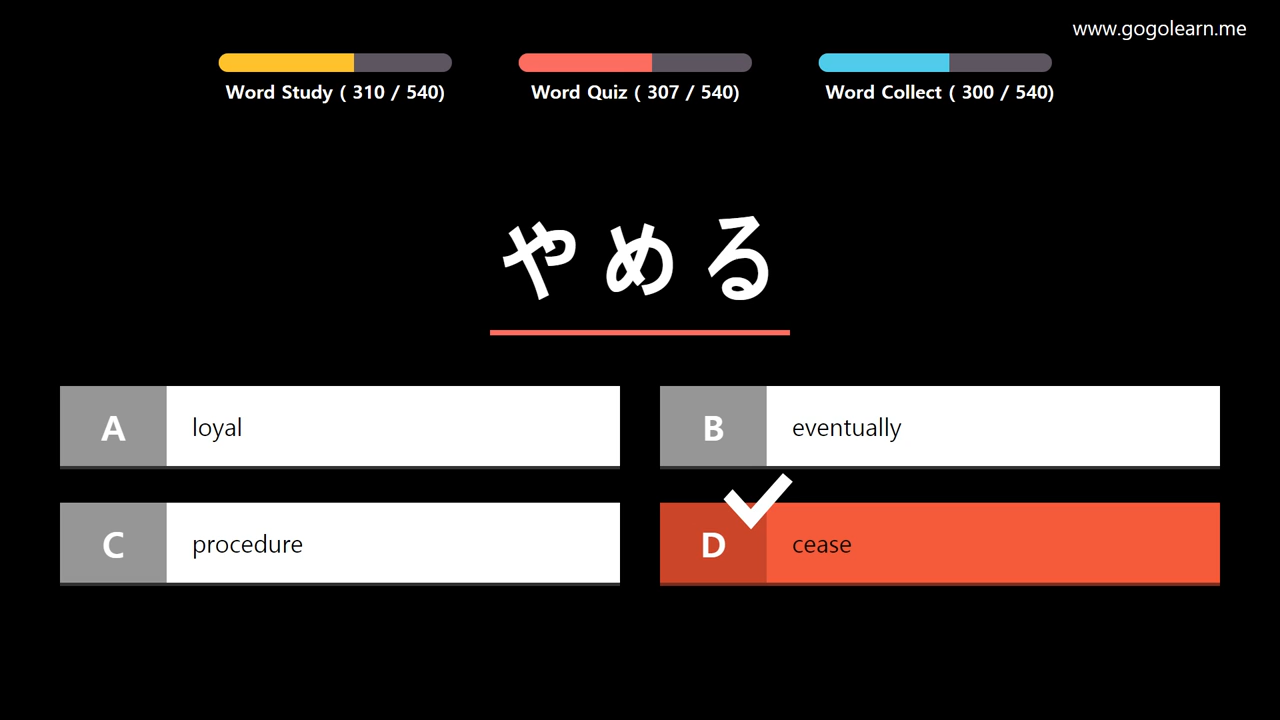 www.gogolearn.me
Word Study ( 310 / 540)
Word Quiz ( 307 / 540)
Word Collect ( 300 / 540)
やめる
A
loyal
B
eventually
C
procedure
D
cease